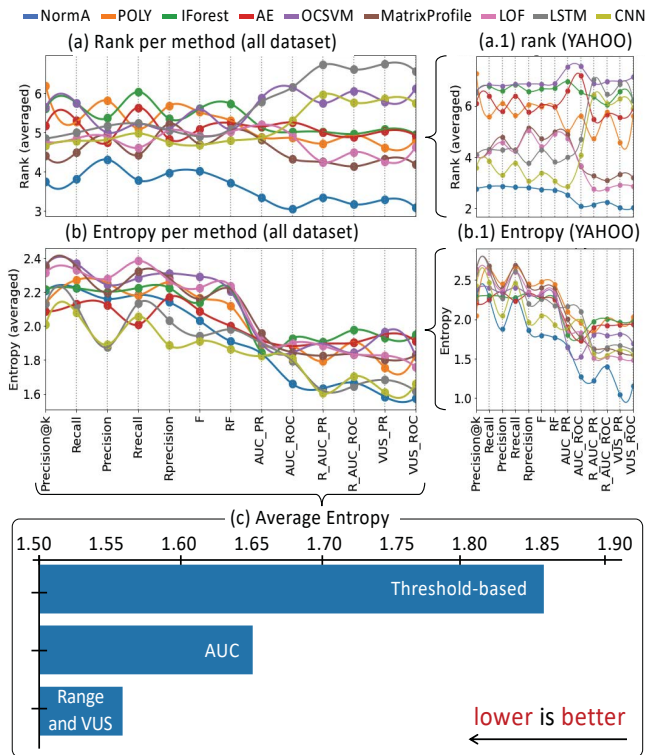 NormA POLY IForest AE OCSVM MatrixProfile LOF LSTM CNN
(a) Rank per method (all dataset)
(a.1) rank (YAHOO)
Rank (averaged)
6
5
4
3
Rank (averaged)
6
4
2
(b) Entropy per method (all dataset)
(b.1) Entropy (YAHOO)
Entropy (averaged)
2.4
2.2
2.0
1.8
1.6
Entropy
2.5
2.0
1.5
1.0
Precision@k
Recall
Precision
Rrecall
Rprecision
F
RF
AUC_PR
AUC_ROC
R_AUC_PR
R_AUC_ROC
VUS_PR
VUS_ROC
Precision@k
Recall
Precision
Rrecall
Rprecision
F
RF
AUC_PR
AUC_ROC
R_AUC_PR
R_AUC_ROC
VUS_PR
VUS_ROC
(c) Average Entropy
1.50 1.55 1.60 1.65 1.70 1.75 1.80 1.85 1.90
Threshold-based
AUC
Range
and VUS
lower is better